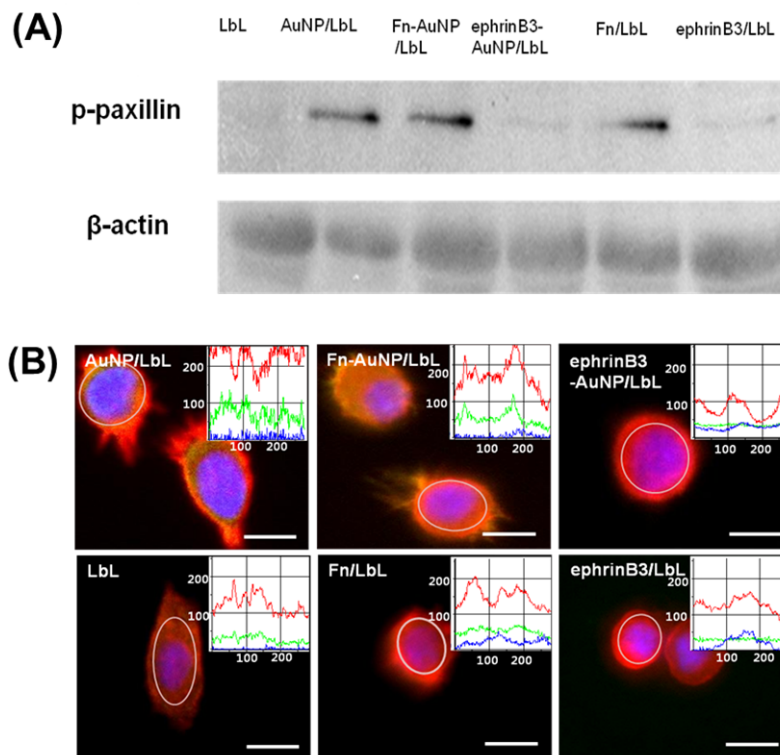 (A)
LbL AuNP/LbL Fn-AuNP ephrinB3- Fn/LbL ephrinB3/LbL
/LbL AuNP/LbL
p-paxillin
β-actin
(B)
AuNP/LbL
200
100
100 200
Fn-AuNP/LbL
200
100
100 200
ephrinB3
-AuNP/LbL
200
100
100 200
LbL
200
100
100 200
Fn/LbL
200
100
100 200
ephrinB3/LbL
200
100
100 200